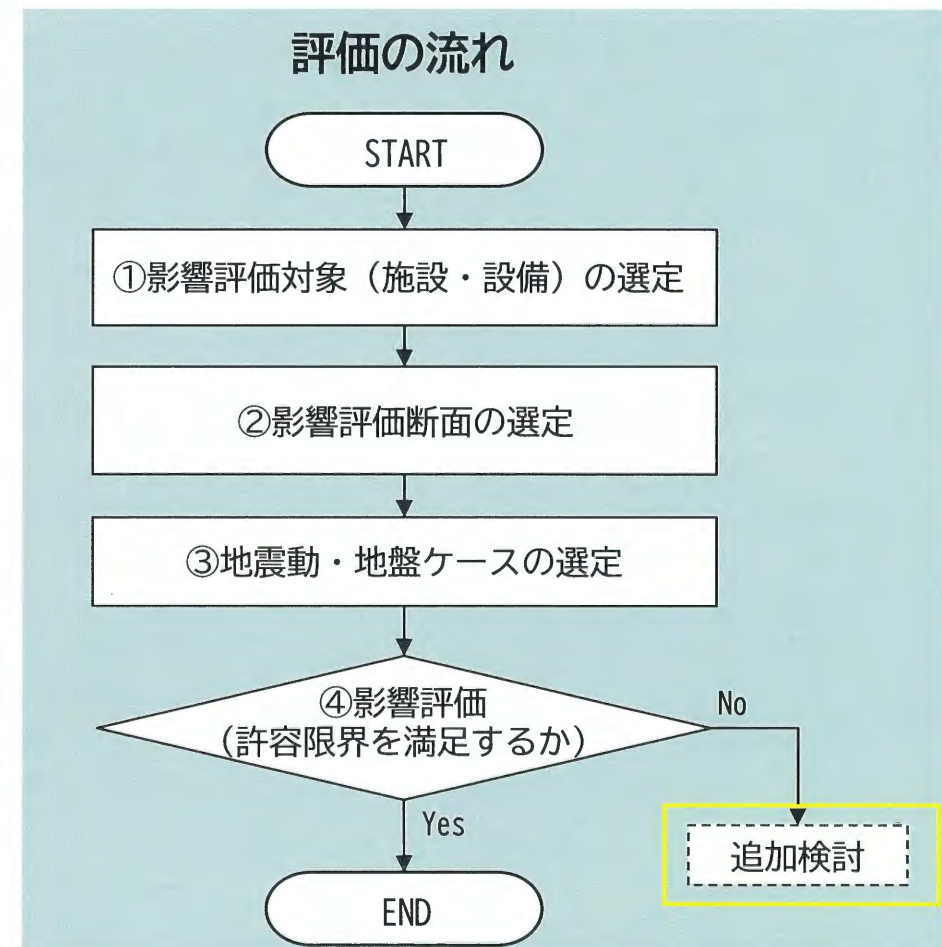 評価の流れ
START
①影響評価対象（施設・設備）の選定
②影響評価断面の選定
③地震動・地盤ケースの選定
④影響評価
（許容限界を満足するか）
No
Yes
追加検討
END